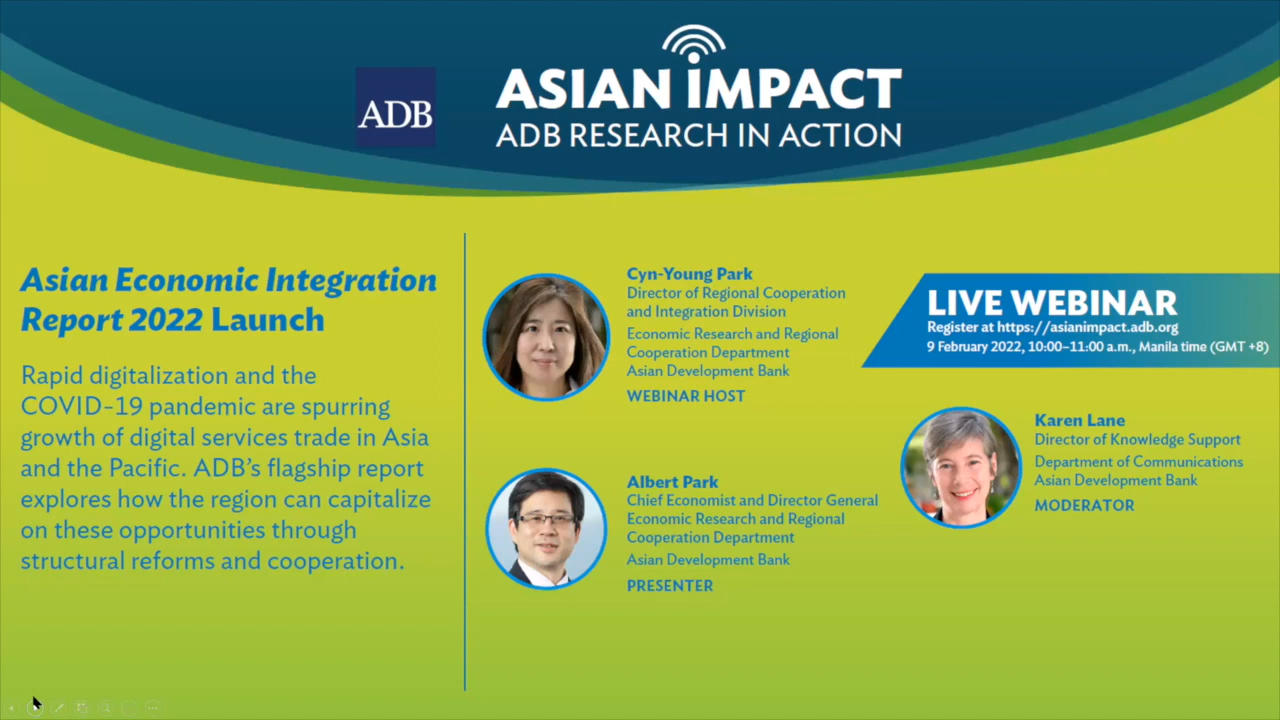 ADB
ASIAN IMPACT
ADB RESEARCH IN ACTION
Asian Economic Integration
Report 2022 Launch
Rapid digitalization and the
COVID-19 pandemic are spurring
growth of digital services trade in Asia
and the Pacific. ADB's flagship report
explores how the region can capitalize
on these opportunities through
structural reforms and cooperation.
Cyn-Young Park
Director of Regional Cooperation
and Integration Division
Economic Research and Regional
Cooperation Department
Asian Development Bank
WEBINAR HOST
Albert Park
Chief Economist and Director General
Economic Research and Regional
Cooperation Department
Asian Development Bank
PRESENTER
LIVE WEBINAR
Register at https://asianimpact.adb.org
9 February 2022, 10:00–11:00 a.m., Manila time (GMT +8)
Karen Lane
Director of Knowledge Support
Department of Communications
Asian Development Bank
MODERATOR